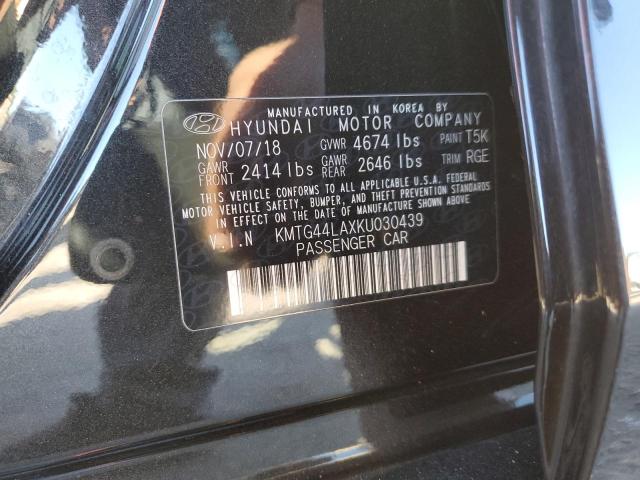 MANUFACTURED IN KOREA BY
HYUNDAI MOTOR COMPANY
NOV/07/18 GVWR 4674 lbs PAINT T5K
GAWR FRONT 2414 lbs GAWR REAR 2646 lbs TRIM RGE
THIS VEHICLE CONFORMS TO ALL APPLICABLE U.S.A. FEDERAL
MOTOR VEHICLE SAFETY, BUMPER, AND THEFT PREVENTION STANDARDS
IN EFFECT ON THE DATE OF MANUFACTURE SHOWN ABOVE.
V.I.N KMTG44LAXKU030439
PASSENGER CAR